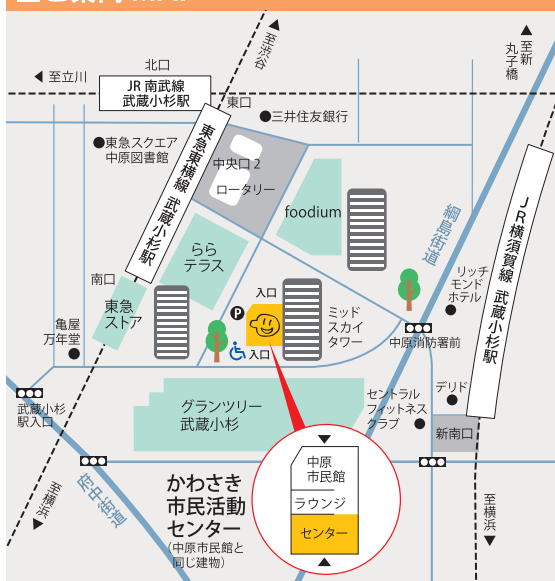 至渋谷
至新
丸子橋
北口
至立川
JR 南武線
武蔵小杉駅
東口
三井住友銀行
東急スクエア
中原図書館
東急東横線 武蔵小杉駅
中央口 2
ロータリー
foodium
綱島街道
JR横須賀線 武蔵小杉駅
らら
テラス
南口
東急
ストア
リッチ
モンド
ホテル
P
入口
ミッド
スカイ
タワー
亀屋
万年堂
入口
中原消防署前
武蔵小杉
駅入口
グランツリー
武蔵小杉
セントラル
フィットネス
クラブ
デリド
新南口
府中街道
至横浜
かわさき
市民活動
センター
(中原市民館と
同じ建物)
中原
市民館
ラウンジ
センター
至横浜